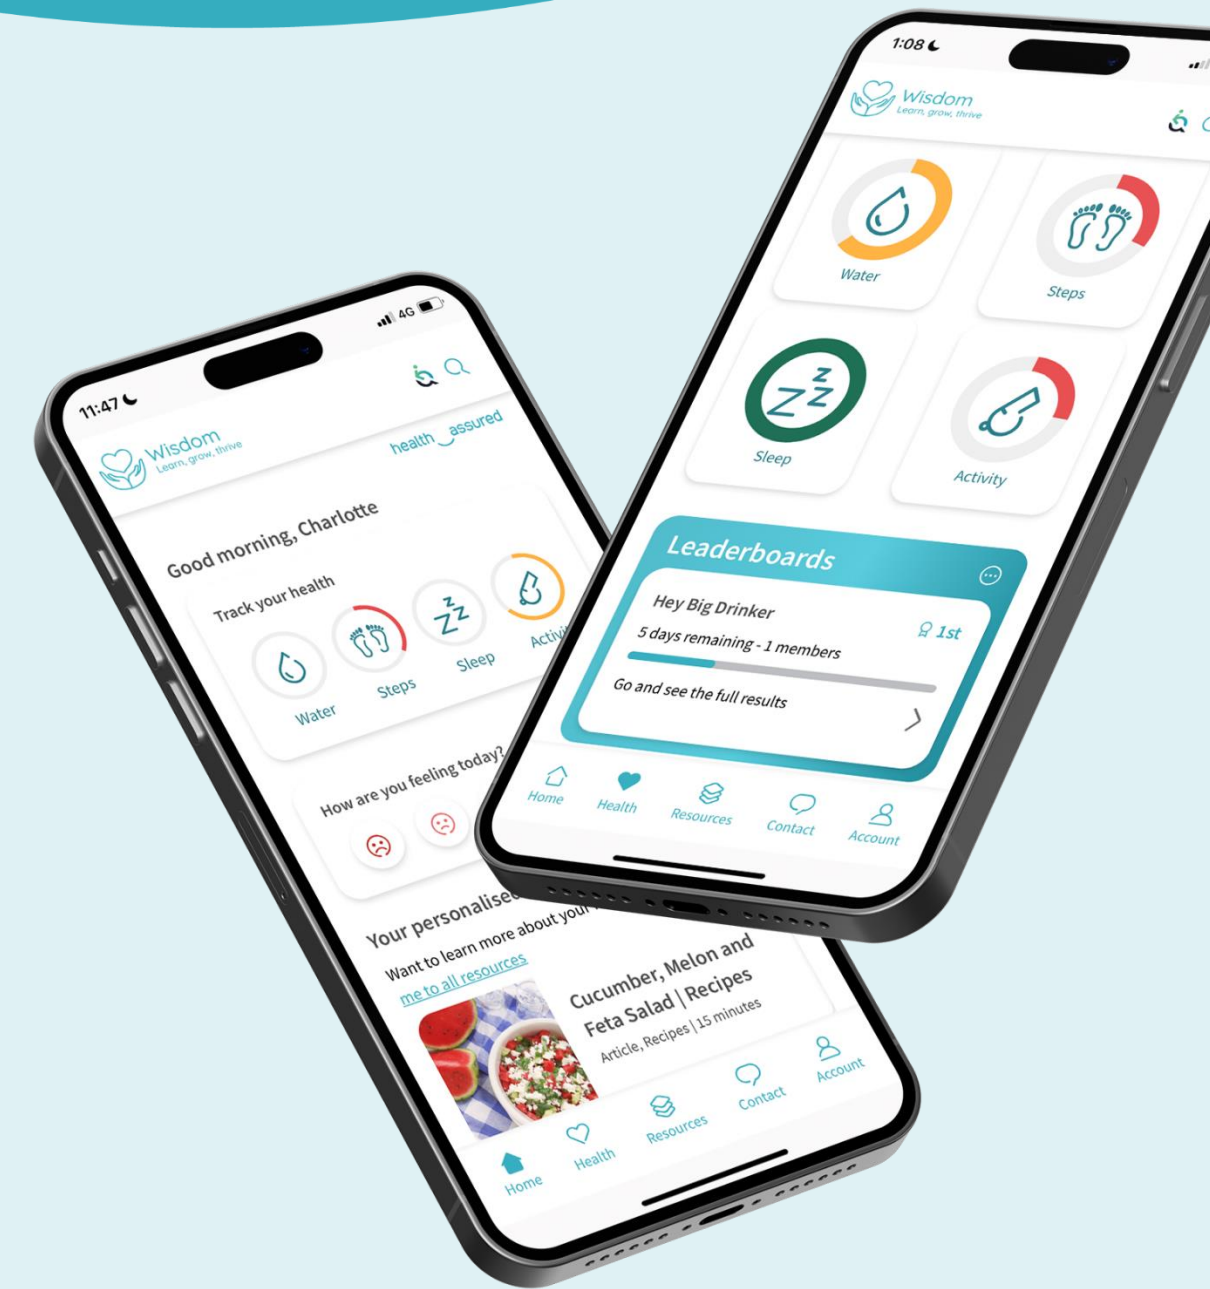 11:47
4G
Wisdom
Learn, grow, thrive
health assured
Good morning, Charlotte
Track your health
Water
Steps
Sleep
How are you feeling today?
Your personalised
Want to learn more about your
me to all resources
Cucumber, Melon and
Feta Salad | Recipes
Article, Recipes | 15 minutes
Home
Health
Resources
Contact
Account
1:08
Wisdom
Learn, grow, thrive
Water
Steps
Sleep
Activity
Leaderboards
Hey Big Drinker
1st
5 days remaining - 1 members
Go and see the full results
Home
Health
Resources
Contact
Account